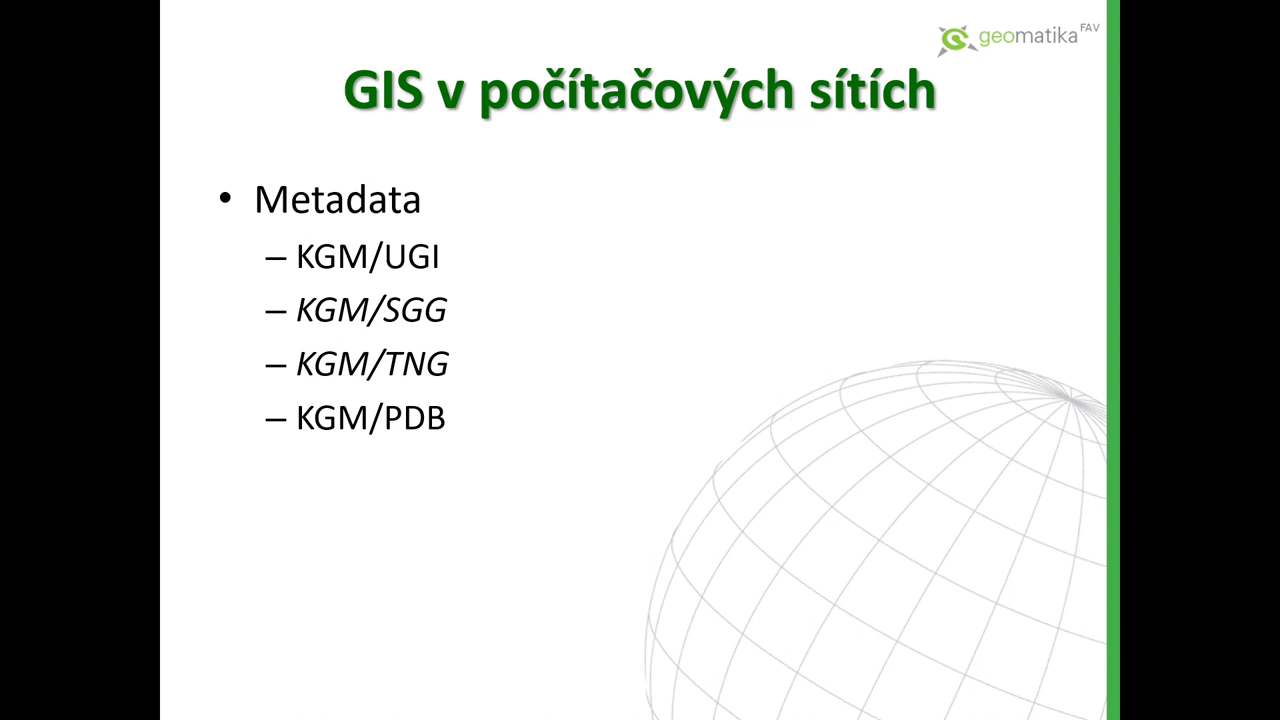 geomatika FAV
GIS v počítačových sítích
• Metadata
– KGM/UGI
– KGM/SGG
– KGM/TNG
– KGM/PDB